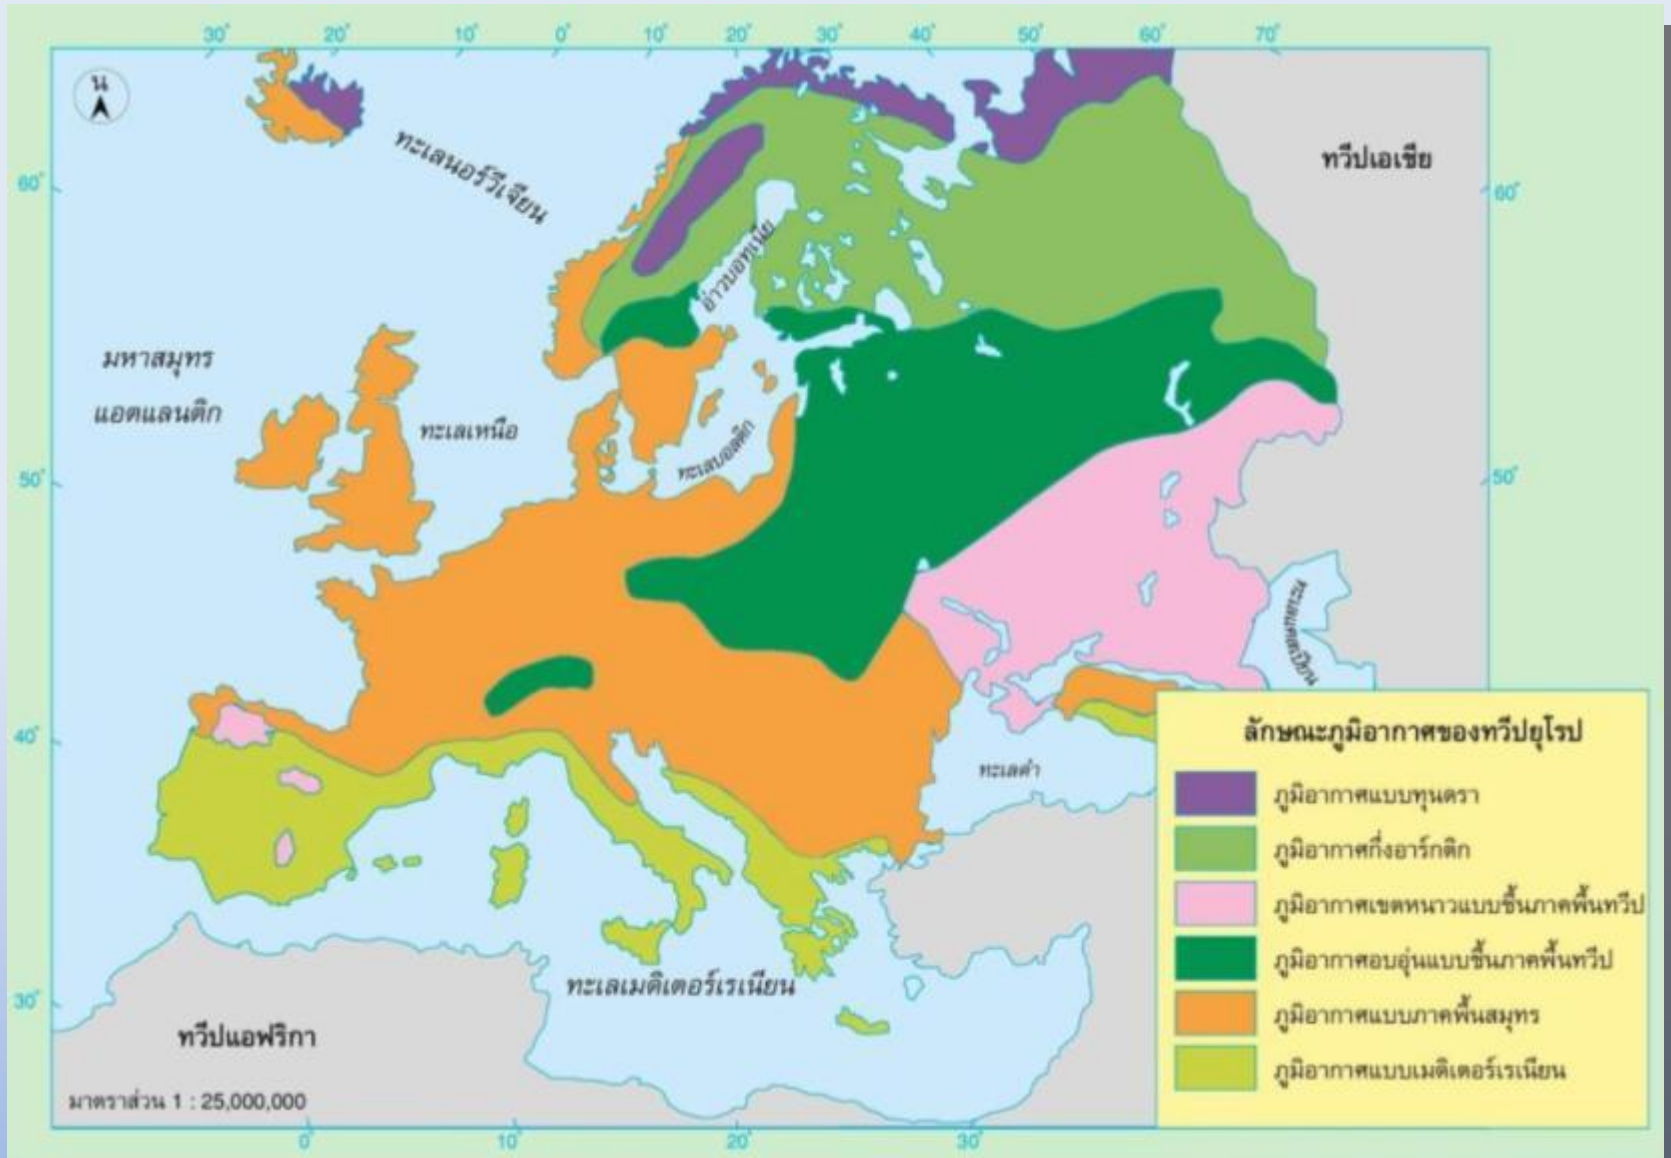 30° 20° 10° 0° 10° 20° 30° 40° 50° 60° 70°
น
ทะเลนอร์วีเจียน
ทวีปเอเชีย
60° 60°
อ่าวบอทเนีย
มหาสมุทร
แอตแลนติก
ทะเลเหนือ
ทะเลบอลติก
50° 50°
ทะเลแคสเปียน
40°
ทะเลดำ
ลักษณะภูมิอากาศของทวีปยุโรป
ภูมิอากาศแบบทุนดรา
ภูมิอากาศกึ่งอาร์กติก
ภูมิอากาศเขตหนาวแบบชื้นภาคพื้นทวีป
ภูมิอากาศอบอุ่นแบบชื้นภาคพื้นทวีป
ภูมิอากาศแบบภาคพื้นสมุทร
ภูมิอากาศแบบเมดิเตอร์เรเนียน
ทะเลเมดิเตอร์เรเนียน
30°
ทวีปแอฟริกา
มาตราส่วน 1 : 25,000,000
0° 10° 20° 30°